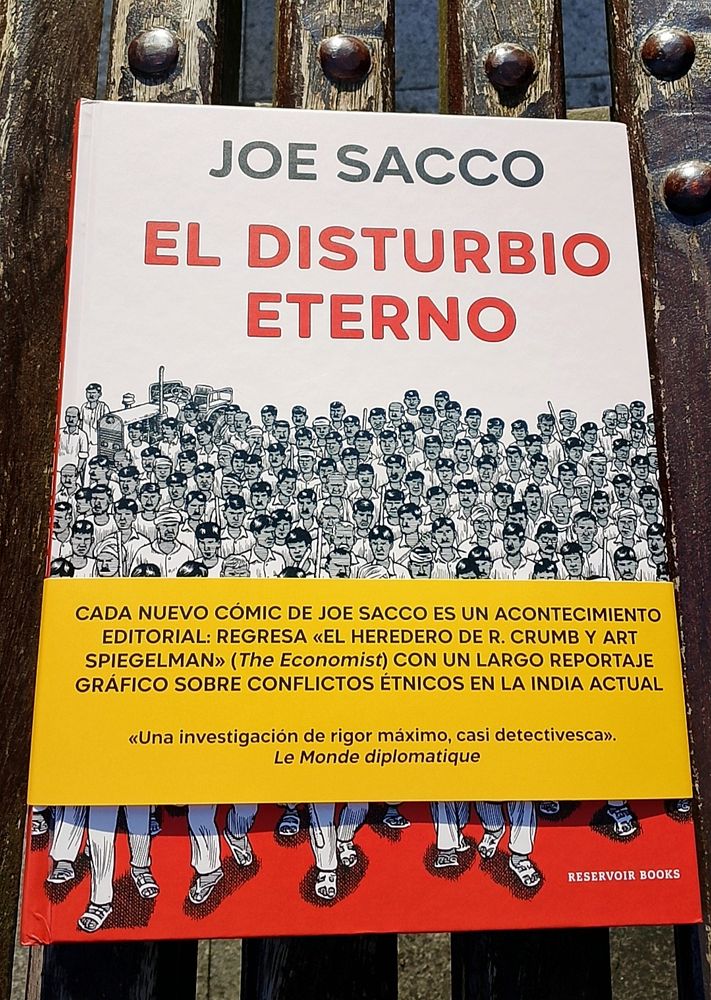 JOE SACCO
EL DISTURBIO
ETERNO
CADA NUEVO CÓMIC DE JOE SACCO ES UN ACONTECIMIENTO
EDITORIAL: REGRESA «EL HEREDERO DE R. CRUMB Y ART
SPIEGELMAN» (The Economist) CON UN LARGO REPORTAJE
GRÁFICO SOBRE CONFLICTOS ÉTNICOS EN LA INDIA ACTUAL
«Una investigación de rigor máximo, casi detectivesca».
Le Monde diplomatique
RESERVOIR BOOKS